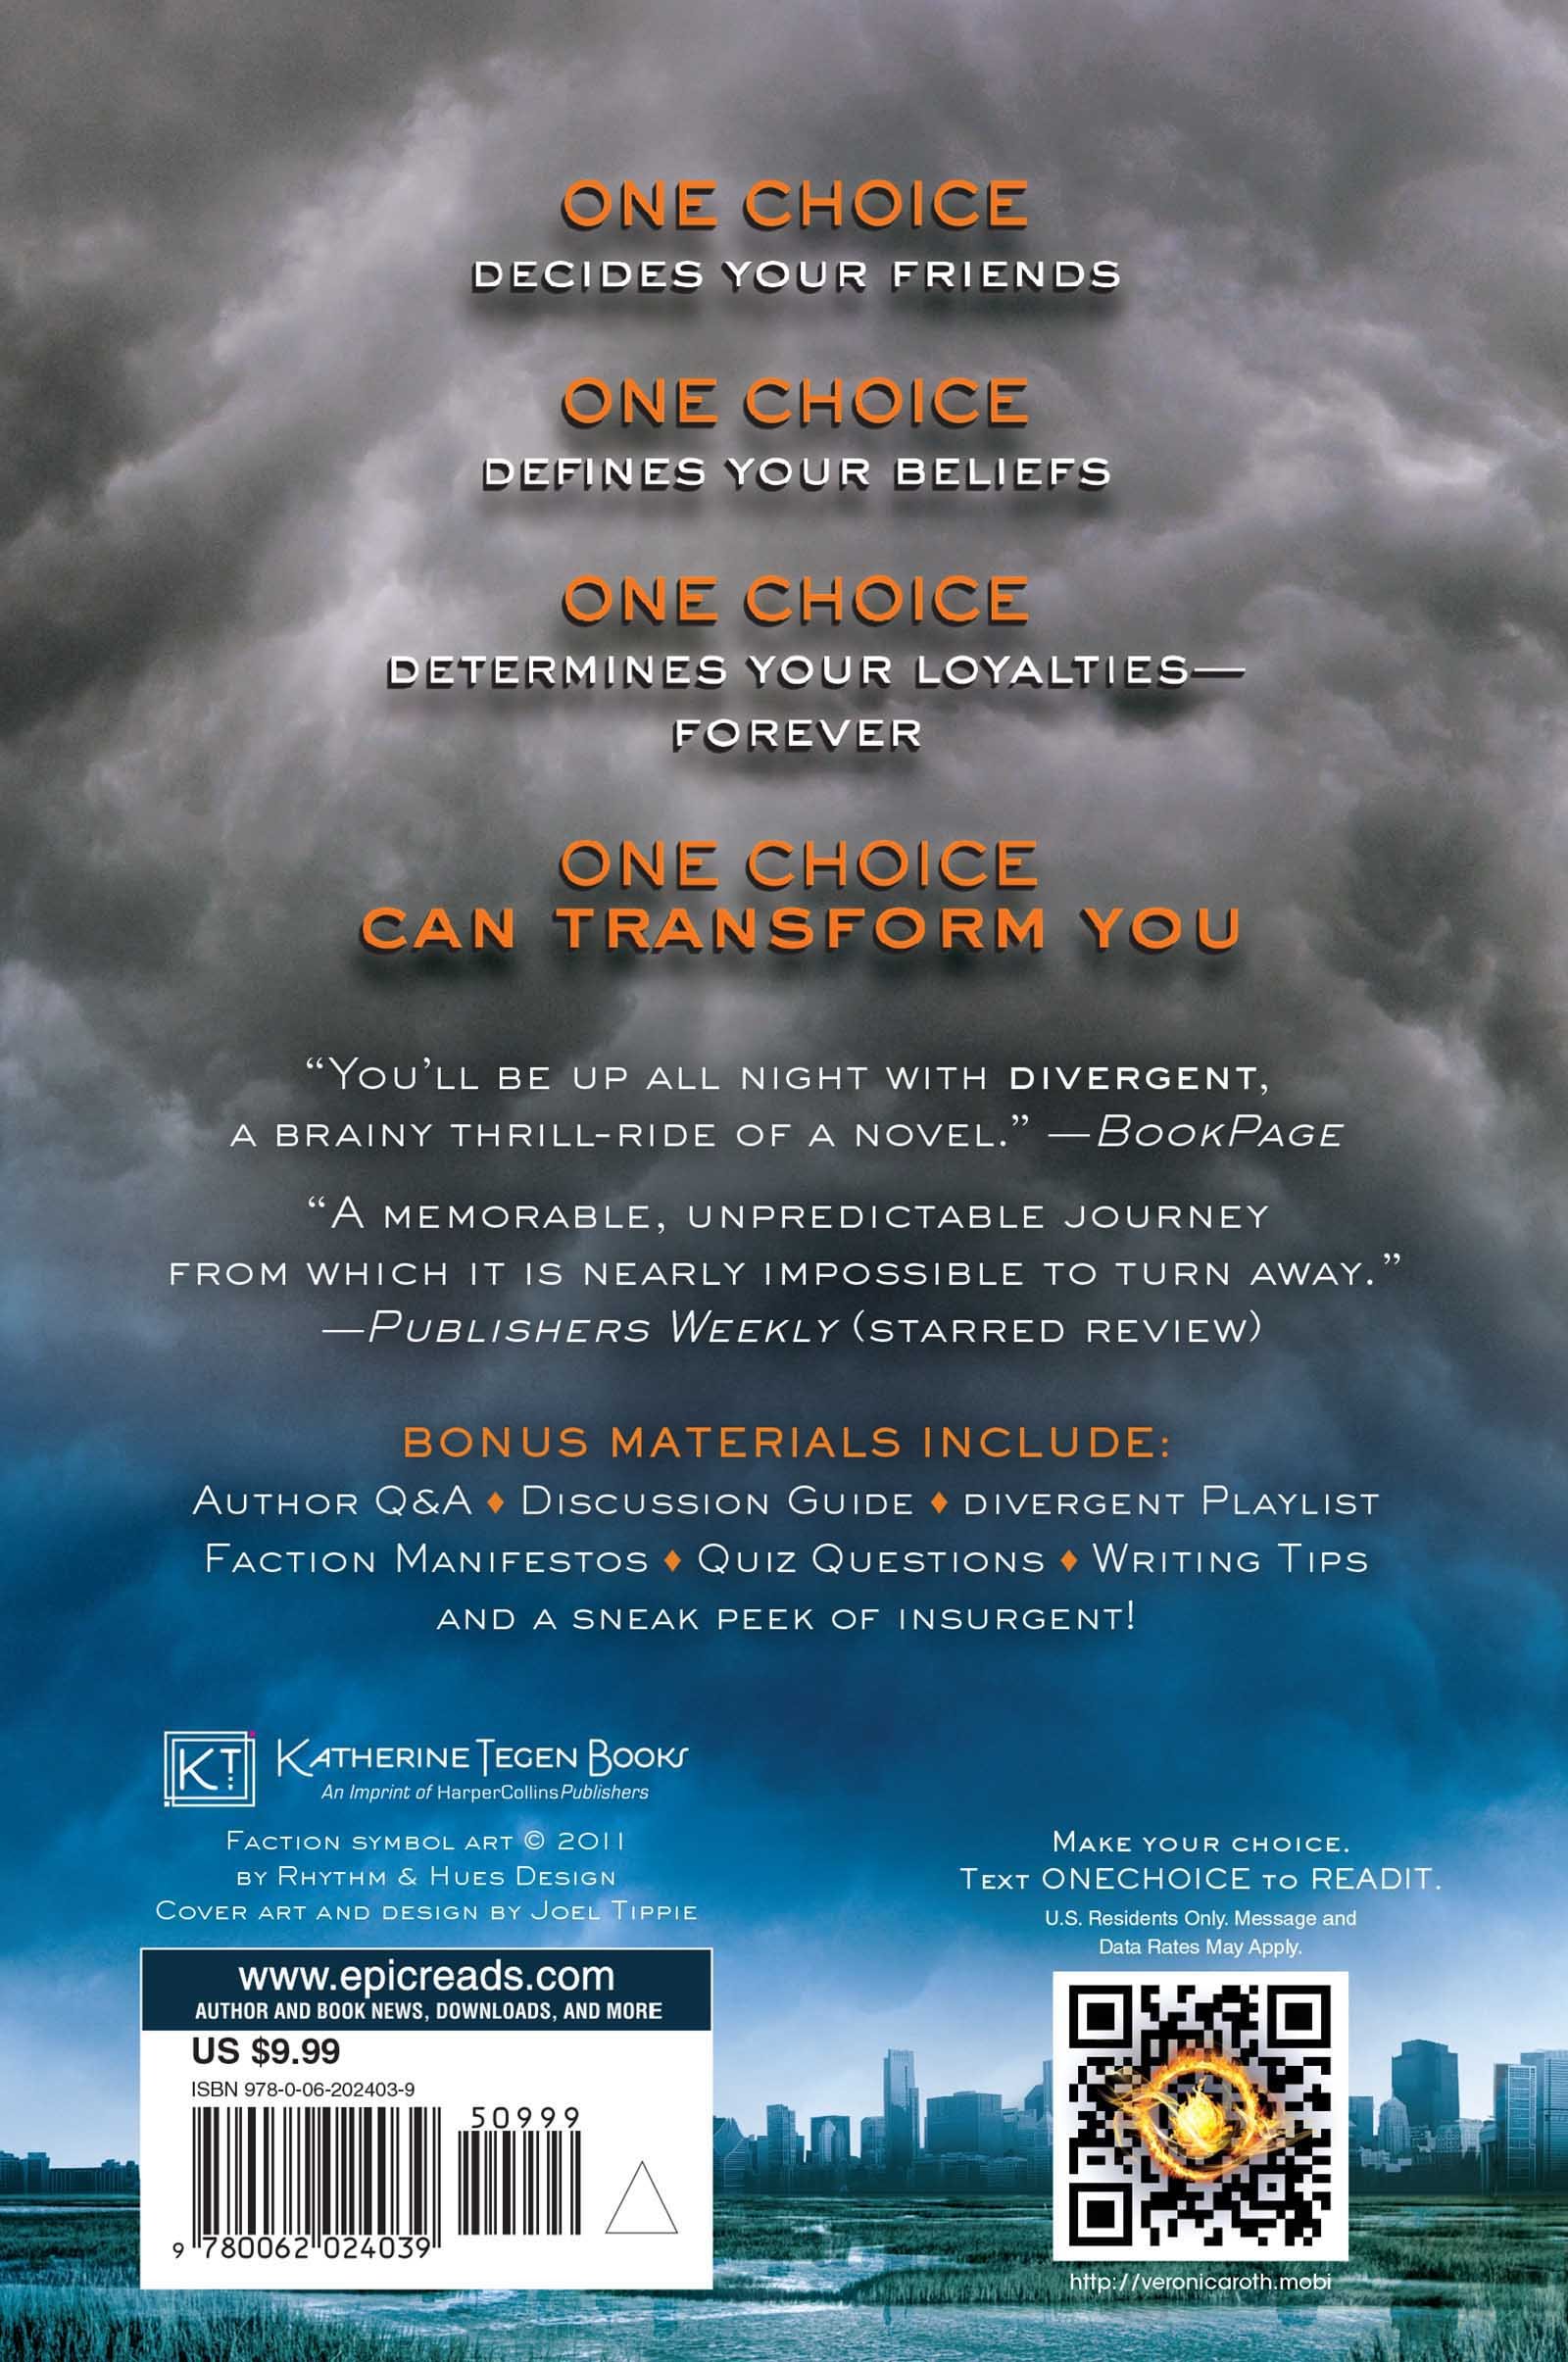 ONE CHOICE
DECIDES YOUR FRIENDS
ONE CHOICE
DEFINES YOUR BELIEFS
ONE CHOICE
DETERMINES YOUR LOYALTIES—
FOREVER
ONE CHOICE
CAN TRANSFORM YOU
“You’ll be up all night with DIVERGENT,
a brainy thrill-ride of a novel.” —BookPage
“A memorable, unpredictable journey
from which it is nearly impossible to turn away.”
—Publishers Weekly (starred review)
BONUS MATERIALS INCLUDE:
Author Q&A ♦ Discussion Guide ♦ divergent Playlist
Faction Manifestos ♦ Quiz Questions ♦ Writing Tips
and a sneak peek of insurgent!
KT
Katherine Tegen Books
An Imprint of HarperCollinsPublishers
Faction symbol art © 2011
by Rhythm & Hues Design
Cover art and design by Joel Tippie
www.epicreads.com
AUTHOR AND BOOK NEWS, DOWNLOADS, AND MORE
US $9.99
ISBN 978-0-06-202403-9
50999
9 780062 024039
Make your choice.
Text ONECHOICE to READIT.
U.S. Residents Only. Message and
Data Rates May Apply.
http://veronicaroth.mobi